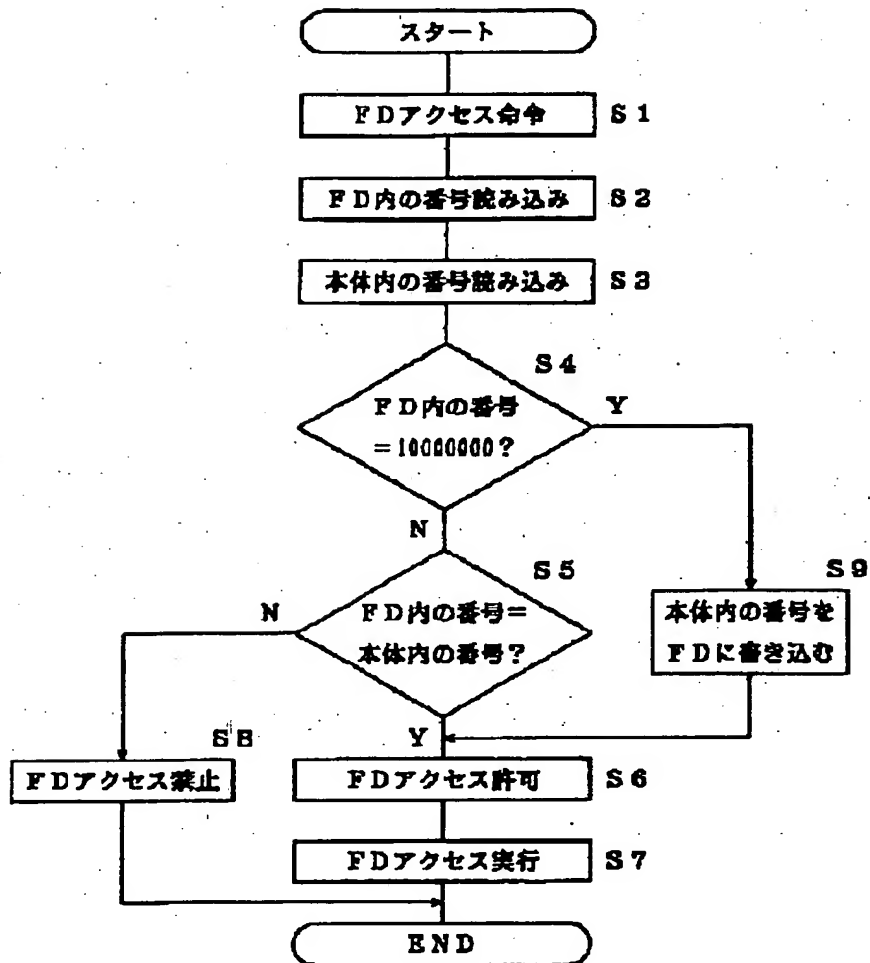 スタート
FDアクセス命令 S1
FD内の番号読み込み S2
本体内の番号読み込み S3
S4
FD内の番号
=10000000?
Y
N
S5
S9
N
FD内の番号=
本体内の番号?
本体内の番号を
FDに書き込む
S8
Y
FDアクセス禁止
FDアクセス許可 S6
FDアクセス実行 S7
END